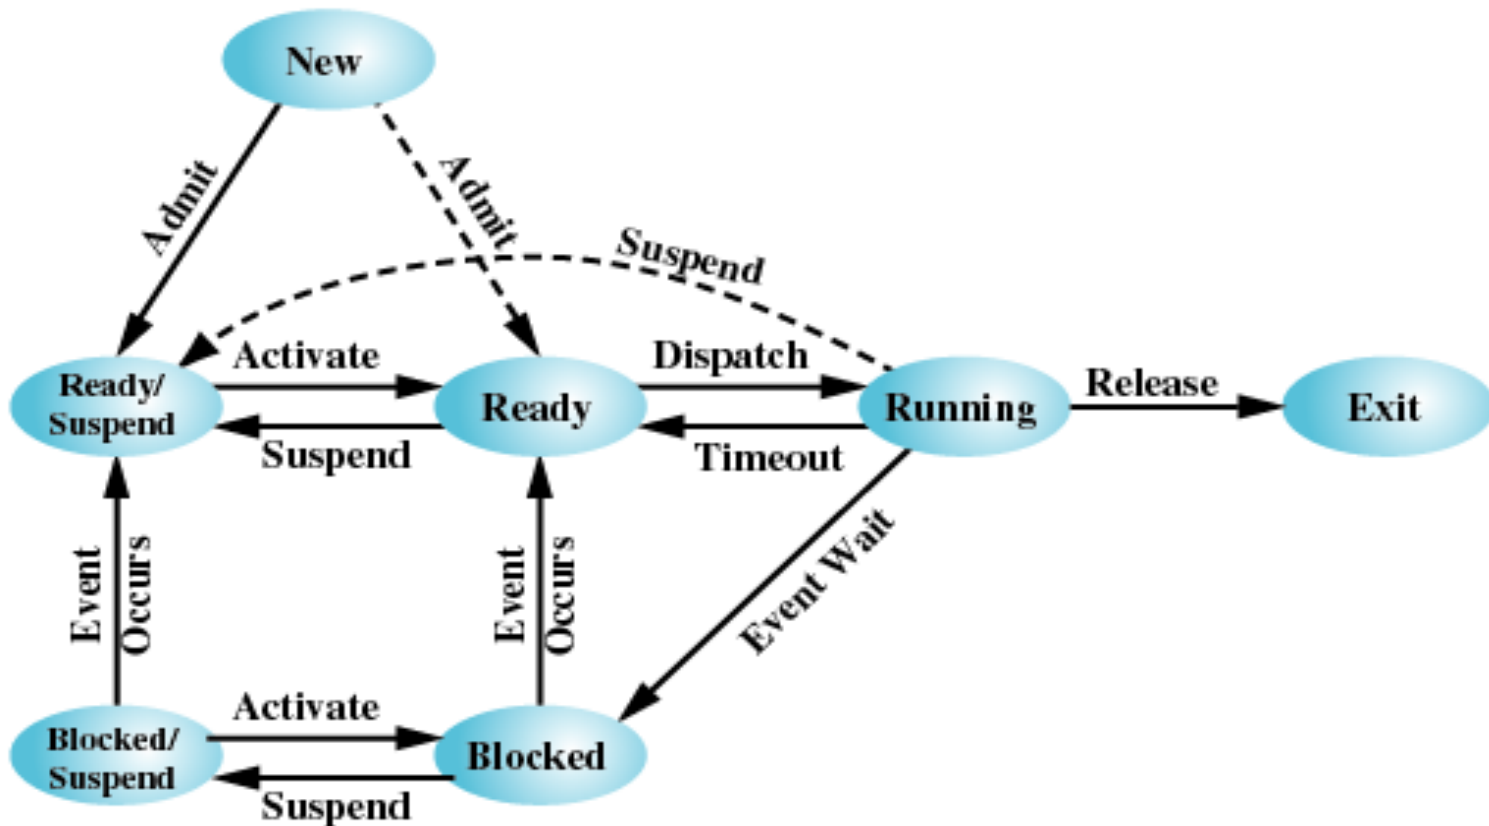 New
Admit
Admit
Suspend
Activate
Dispatch
Release
Ready/
Suspend
Ready
Running
Exit
Suspend
Timeout
Event
Occurs
Event
Occurs
Event Wait
Activate
Blocked/
Suspend
Blocked
Suspend